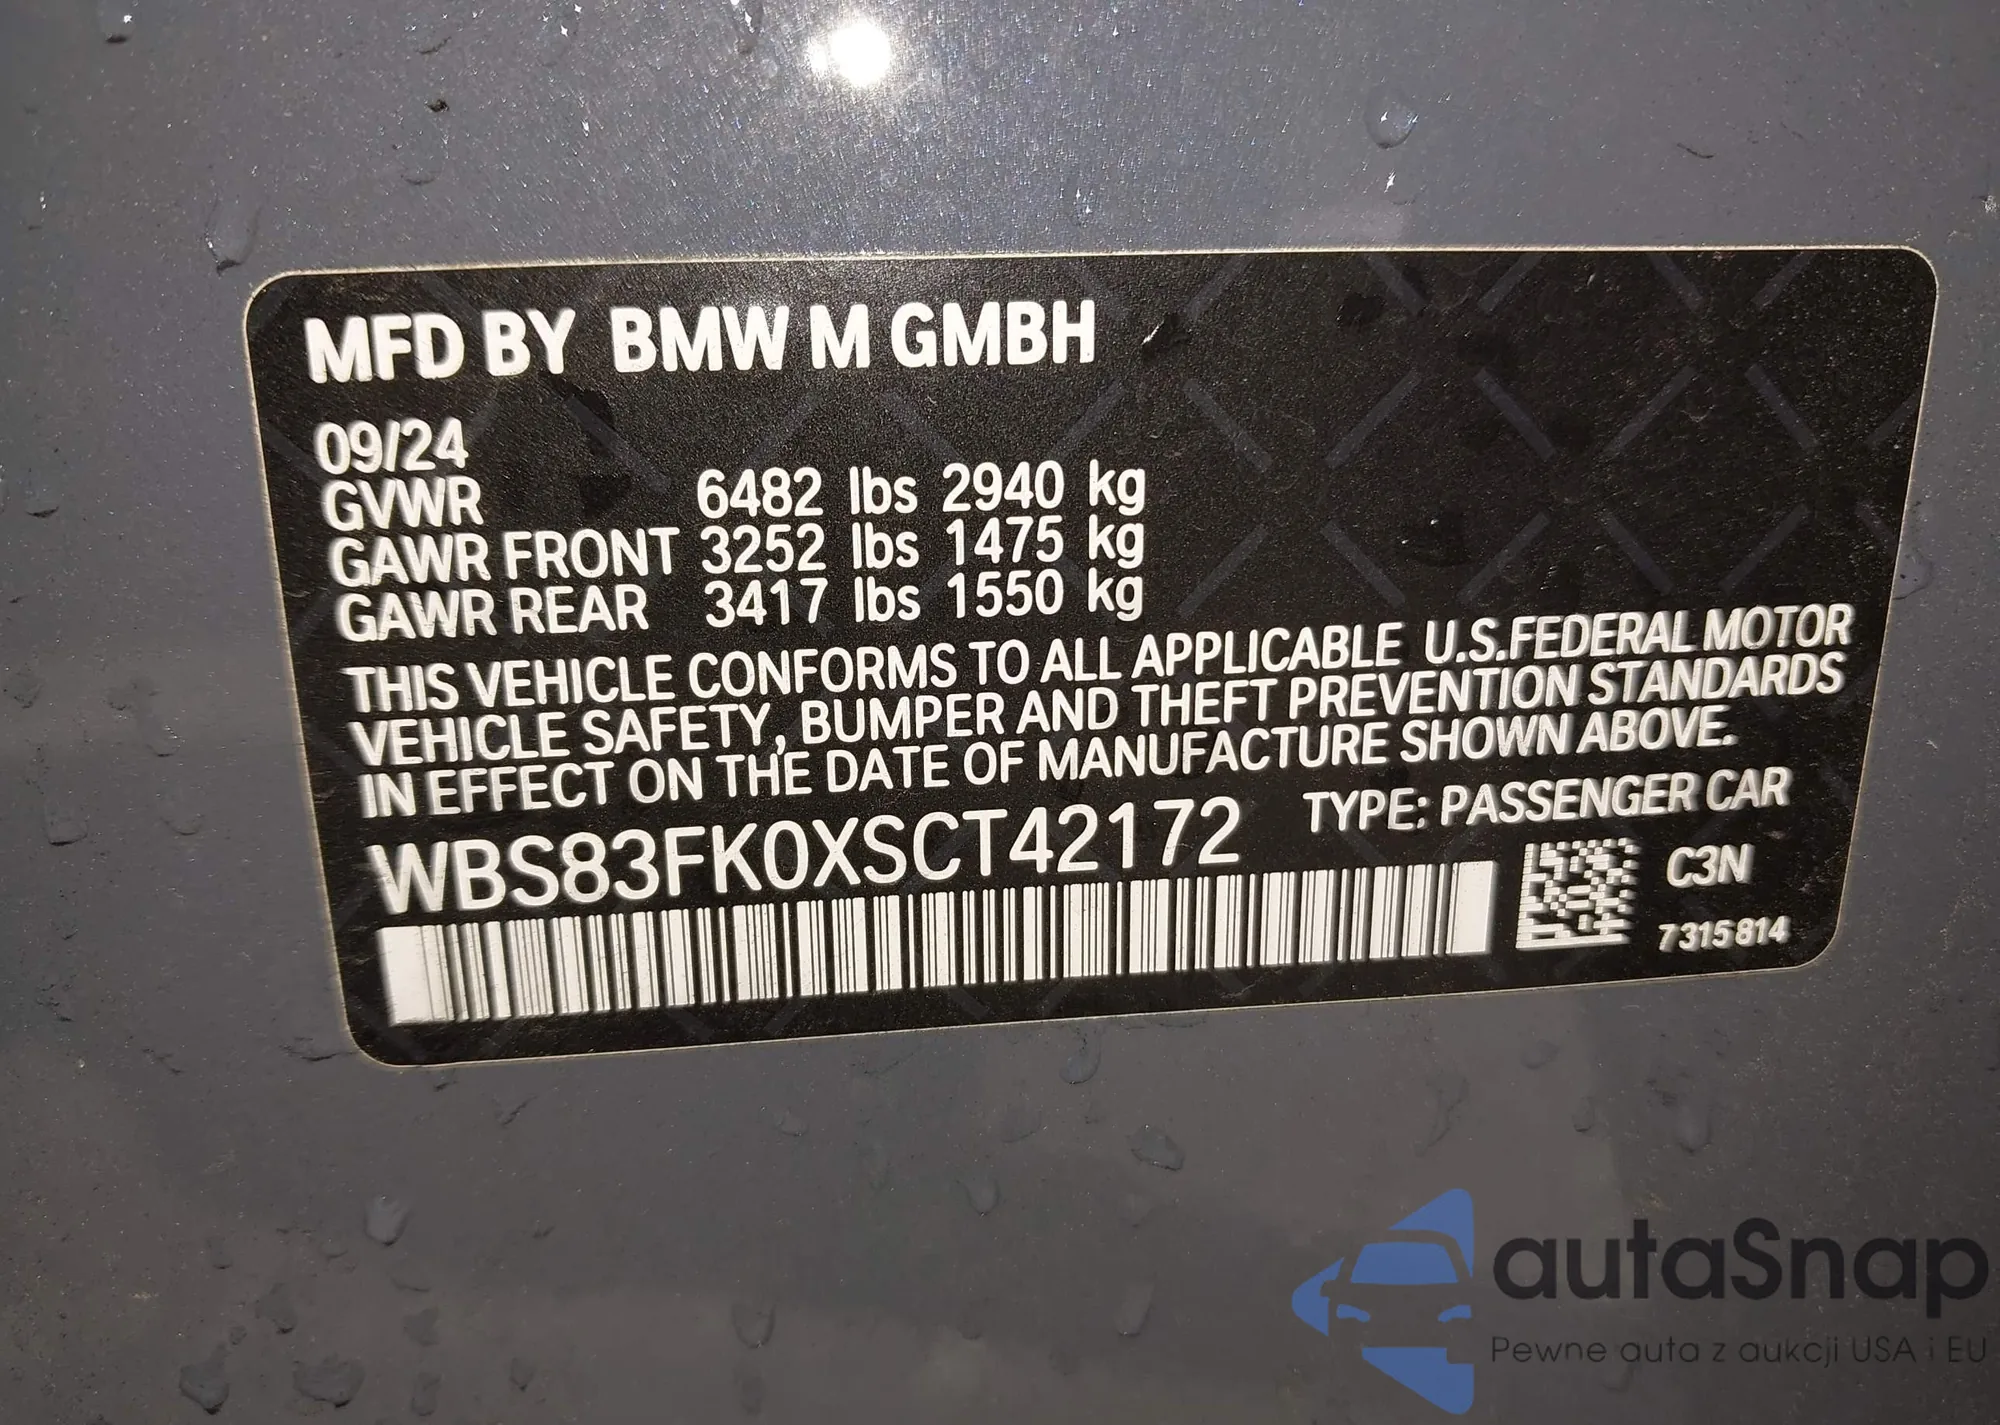 MFD BY BMW M GMBH
09/24
GVWR 6482 lbs 2940 kg
GAWR FRONT 3252 lbs 1475 kg
GAWR REAR 3417 lbs 1550 kg
THIS VEHICLE CONFORMS TO ALL APPLICABLE U.S.FEDERAL MOTOR
VEHICLE SAFETY, BUMPER AND THEFT PREVENTION STANDARDS
IN EFFECT ON THE DATE OF MANUFACTURE SHOWN ABOVE.
WBS83FK0XSCT42172 TYPE: PASSENGER CAR
C3N
7315814
autaSnap
Pewne auta z aukcji USA i EU